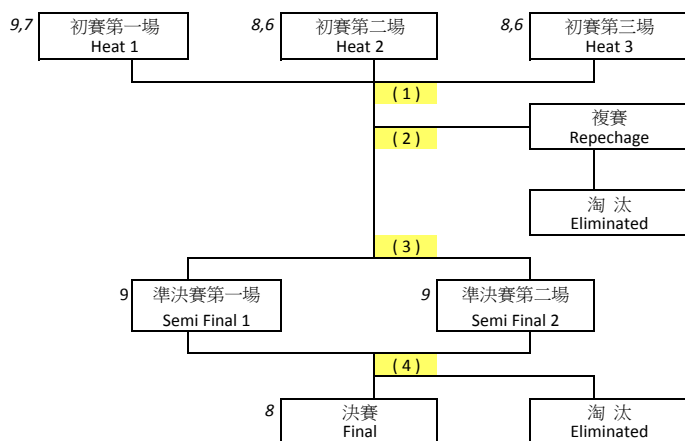 9,7
初賽第一場
Heat 1
8,6
初賽第二場
Heat 2
8,6
初賽第三場
Heat 3
( 1 )
( 2 )
複賽
Repechage
淘 汰
Eliminated
( 3 )
9
準決賽第一場
Semi Final 1
9
準決賽第二場
Semi Final 2
( 4 )
8
決賽
Final
淘 汰
Eliminated